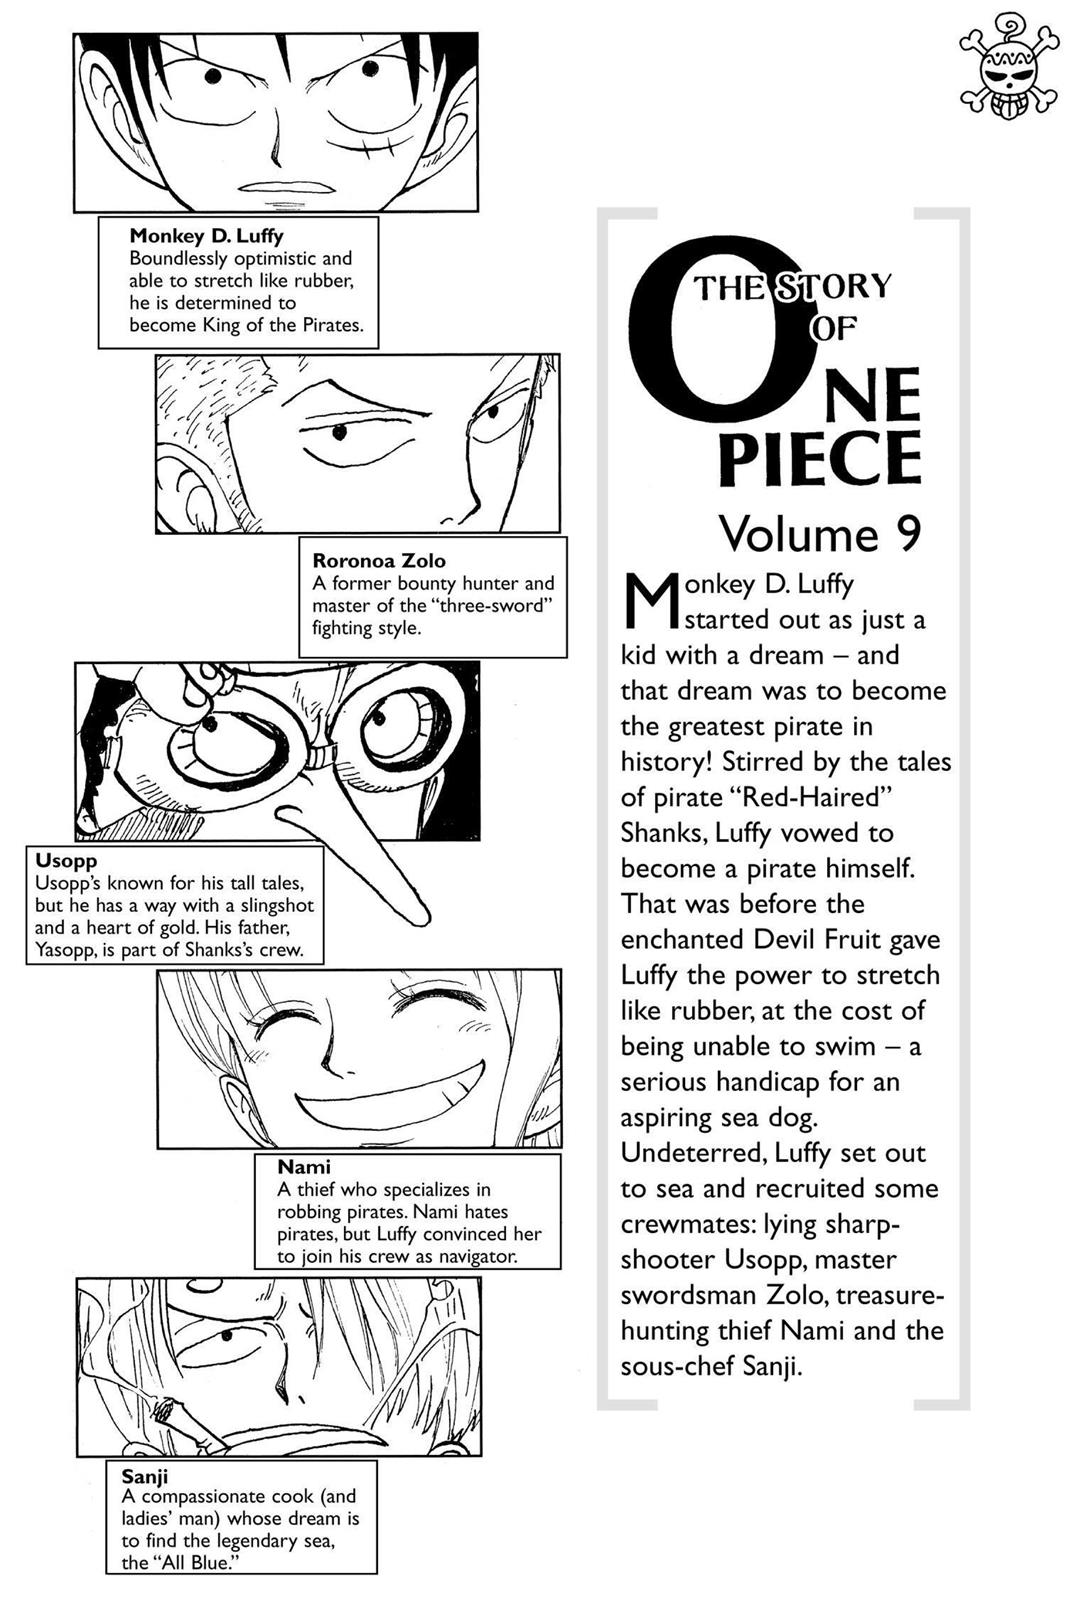 Monkey D. Luffy
Boundlessly optimistic and
able to stretch like rubber,
he is determined to
become King of the Pirates.
Roronoa Zolo
A former bounty hunter and
master of the “three-sword”
fighting style.
Usopp
Usopp’s known for his tall tales,
but he has a way with a slingshot
and a heart of gold. His father,
Yasopp, is part of Shanks’s crew.
Nami
A thief who specializes in
robbing pirates. Nami hates
pirates, but Luffy convinced her
to join his crew as navigator.
Sanji
A compassionate cook (and
ladies’ man) whose dream is
to find the legendary sea,
the “All Blue.”
THE STORY
OF
ONE
PIECE
Volume 9
Monkey D. Luffy
started out as just a
kid with a dream – and
that dream was to become
the greatest pirate in
history! Stirred by the tales
of pirate “Red-Haired”
Shanks, Luffy vowed to
become a pirate himself.
That was before the
enchanted Devil Fruit gave
Luffy the power to stretch
like rubber, at the cost of
being unable to swim – a
serious handicap for an
aspiring sea dog.
Undeterred, Luffy set out
to sea and recruited some
crewmates: lying sharp-
shooter Usopp, master
swordsman Zolo, treasure-
hunting thief Nami and the
sous-chef Sanji.